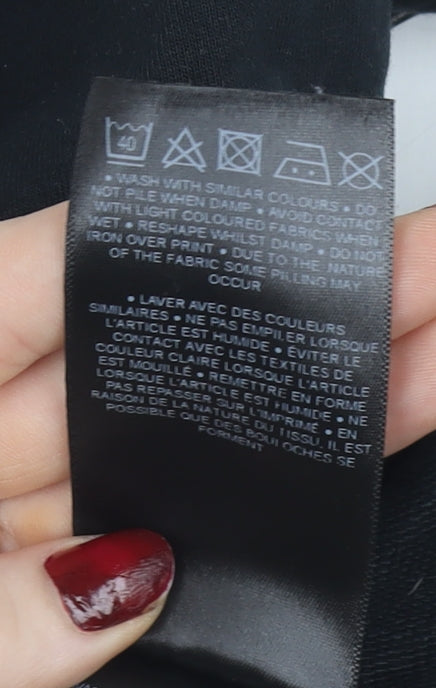 40
• WASH WITH SIMILAR COLOURS • DO
NOT PILE WHEN DAMP • AVOID CONTACT
WITH LIGHT COLOURED FABRICS WHEN
WET • RESHAPE WHILST DAMP • DO NOT
IRON OVER PRINT • DUE TO THE NATURE
OF THE FABRIC SOME PILLING MAY
OCCUR
• LAVER AVEC DES COULEURS
SIMILAIRES • NE PAS EMPILER LORSQUE
L'ARTICLE EST HUMIDE • ÉVITER LE
CONTACT AVEC LES TEXTILES DE
COULEUR CLAIRE LORSQUE L'ARTICLE
EST MOUILLÉ • REMETTRE EN FORME
LORSQUE L'ARTICLE EST HUMIDE • NE
PAS REPASSER SUR L'IMPRIMÉ • EN
RAISON DE LA NATURE DU TISSU, IL EST
POSSIBLE QUE DES BOULOCHES SE
FORMENT